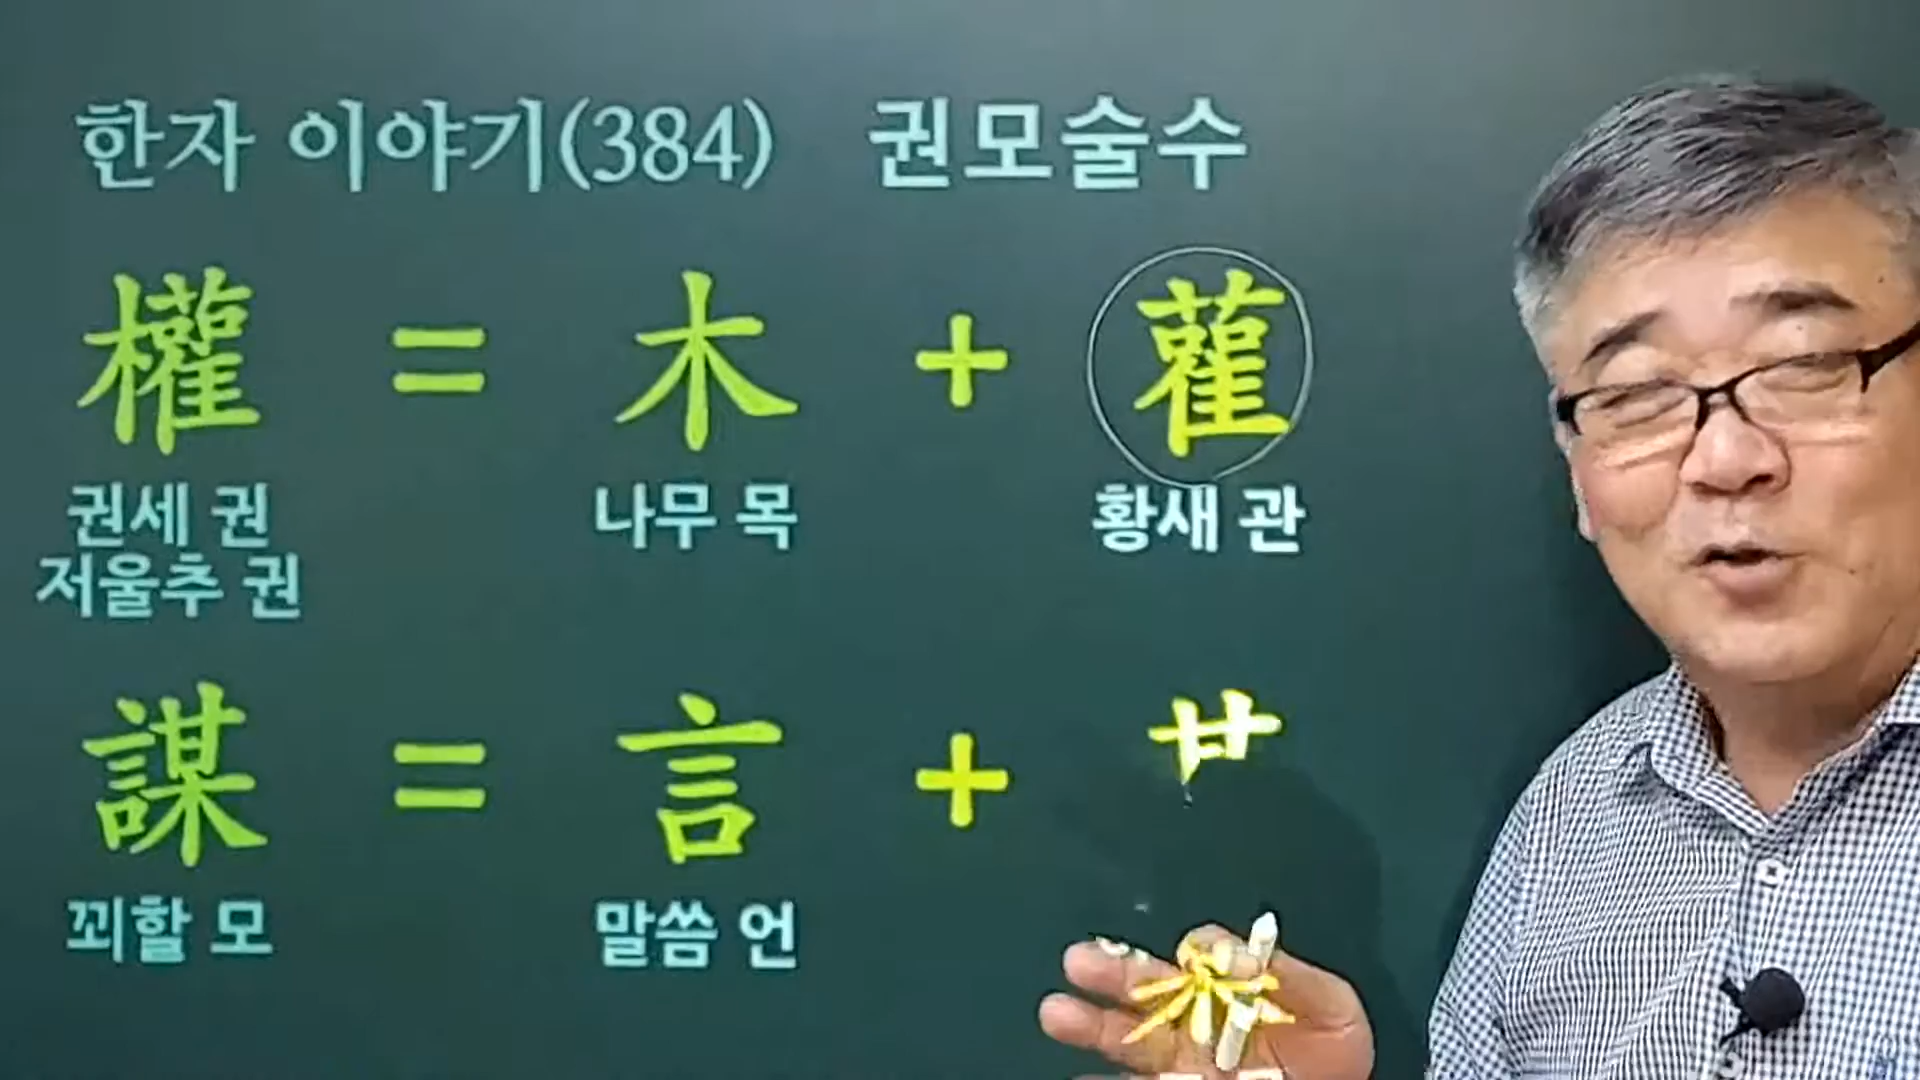 한자 이야기(384) 권모술수
權 = 木 + 雚
권세 권 나무 목 황새 관
저울추 권
謀 = 言 +
꾀할 모 말씀 언